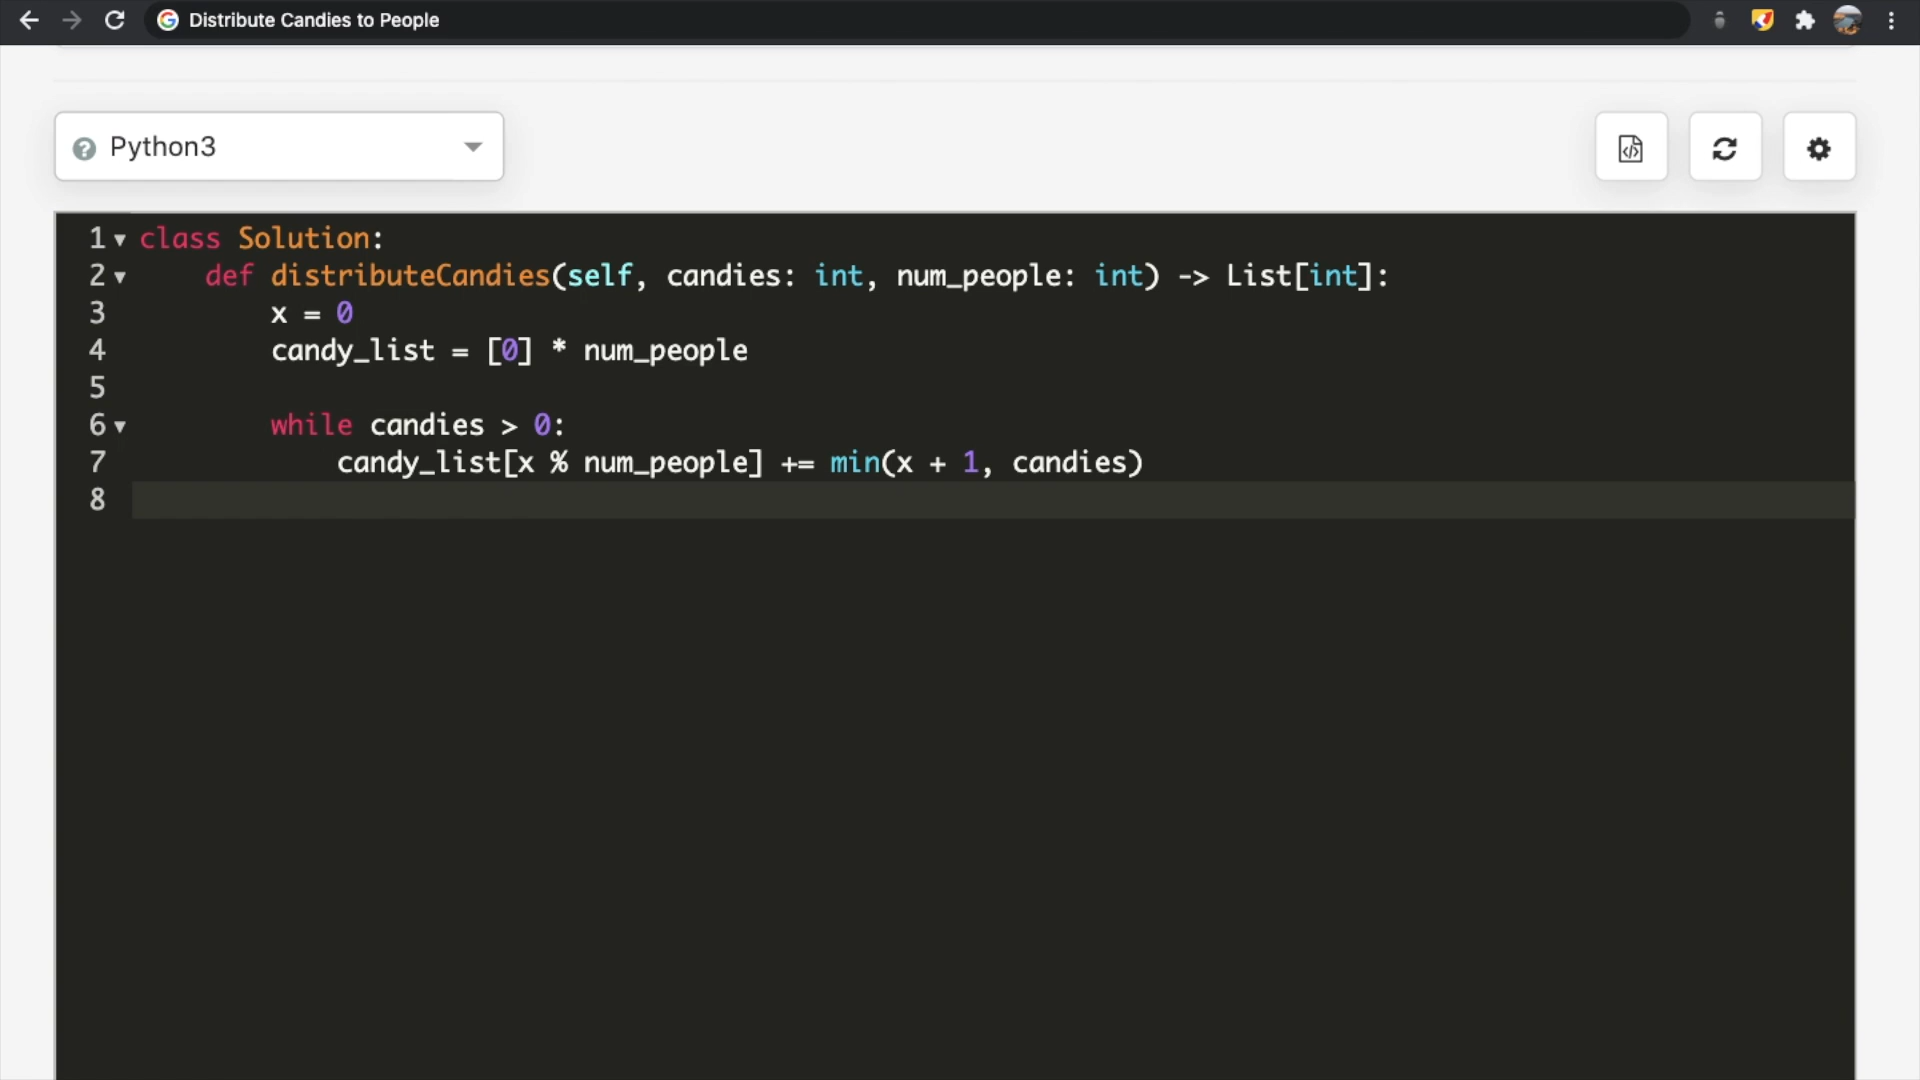 Distribute Candies to People
Python3
1 class Solution:
2     def distributeCandies(self, candies: int, num_people: int) -> List[int]:
3         x = 0
4         candy_list = [0] * num_people
5
6         while candies > 0:
7             candy_list[x % num_people] += min(x + 1, candies)
8